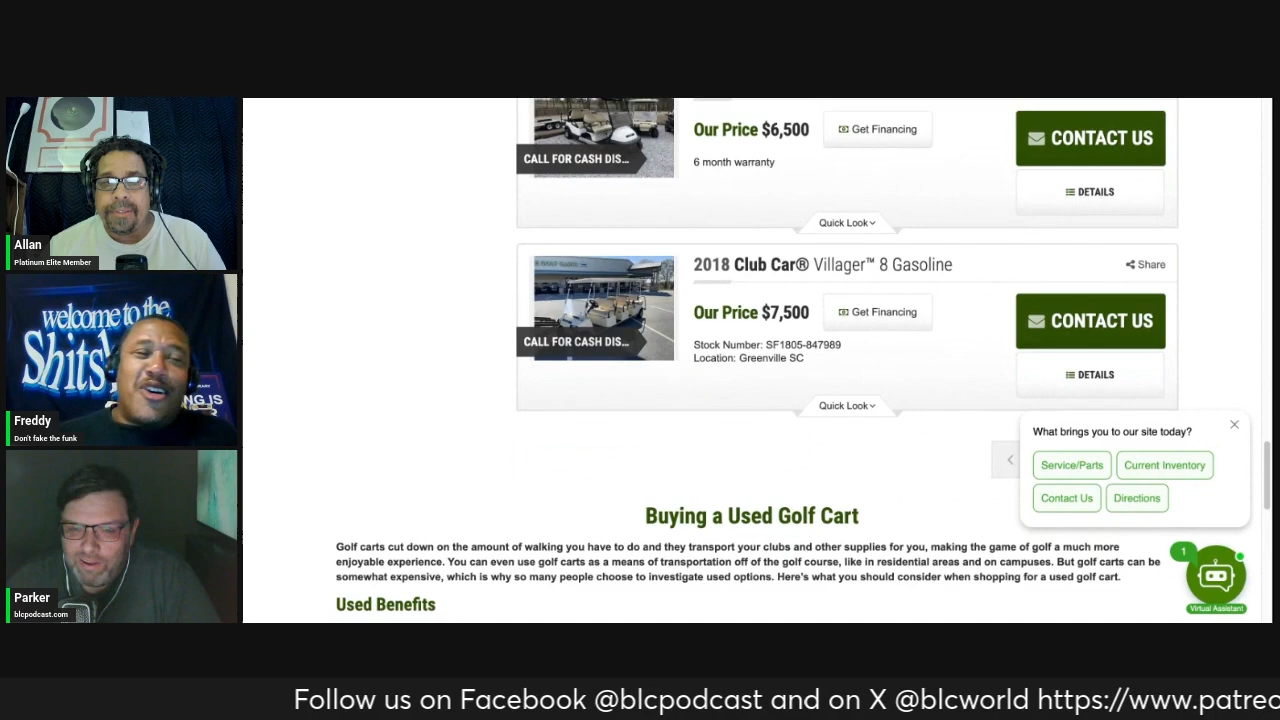 Allan
Platinum Elite Member
welcome to the
Shits
NG IS
Freddy
Don't fake the funk
Parker
blcpodcast.com
CALL FOR CASH DIS...
Our Price $6,500
Get Financing
6 month warranty
CONTACT US
DETAILS
Quick Look
2018 Club Car® Villager™ 8 Gasoline
Share
CALL FOR CASH DIS...
Our Price $7,500
Get Financing
Stock Number: SF1805-847989
Location: Greenville SC
CONTACT US
DETAILS
Quick Look
What brings you to our site today?
Service/Parts
Current Inventory
Contact Us
Directions
Buying a Used Golf Cart
Golf carts cut down on the amount of walking you have to do and they transport your clubs and other supplies for you, making the game of golf a much more
enjoyable experience. You can even use golf carts as a means of transportation off of the golf course, like in residential areas and on campuses. But golf carts can be
somewhat expensive, which is why so many people choose to investigate used options. Here's what you should consider when shopping for a used golf cart.
Used Benefits
1
Virtual Assistant
Follow us on Facebook @blcpodcast and on X @blcworld https://www.patrec